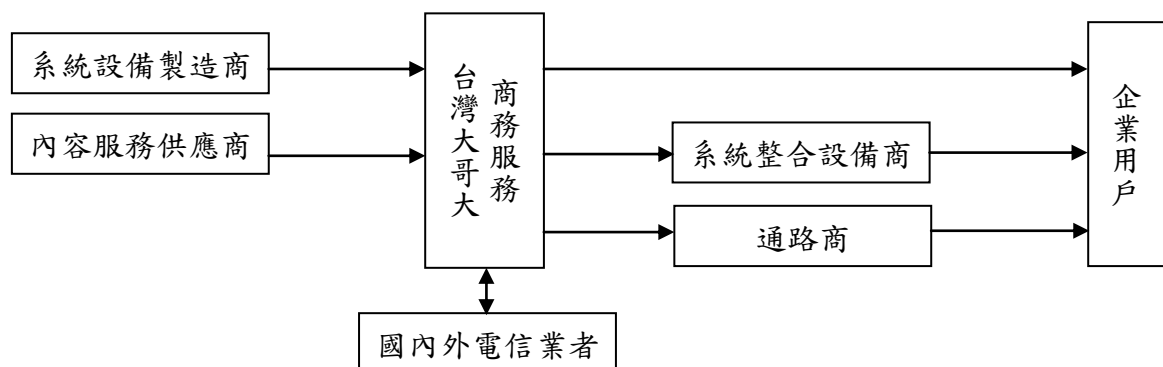 系統設備製造商
內容服務供應商
台灣大哥大
商務服務
系統整合設備商
通路商
企業用戶
國內外電信業者